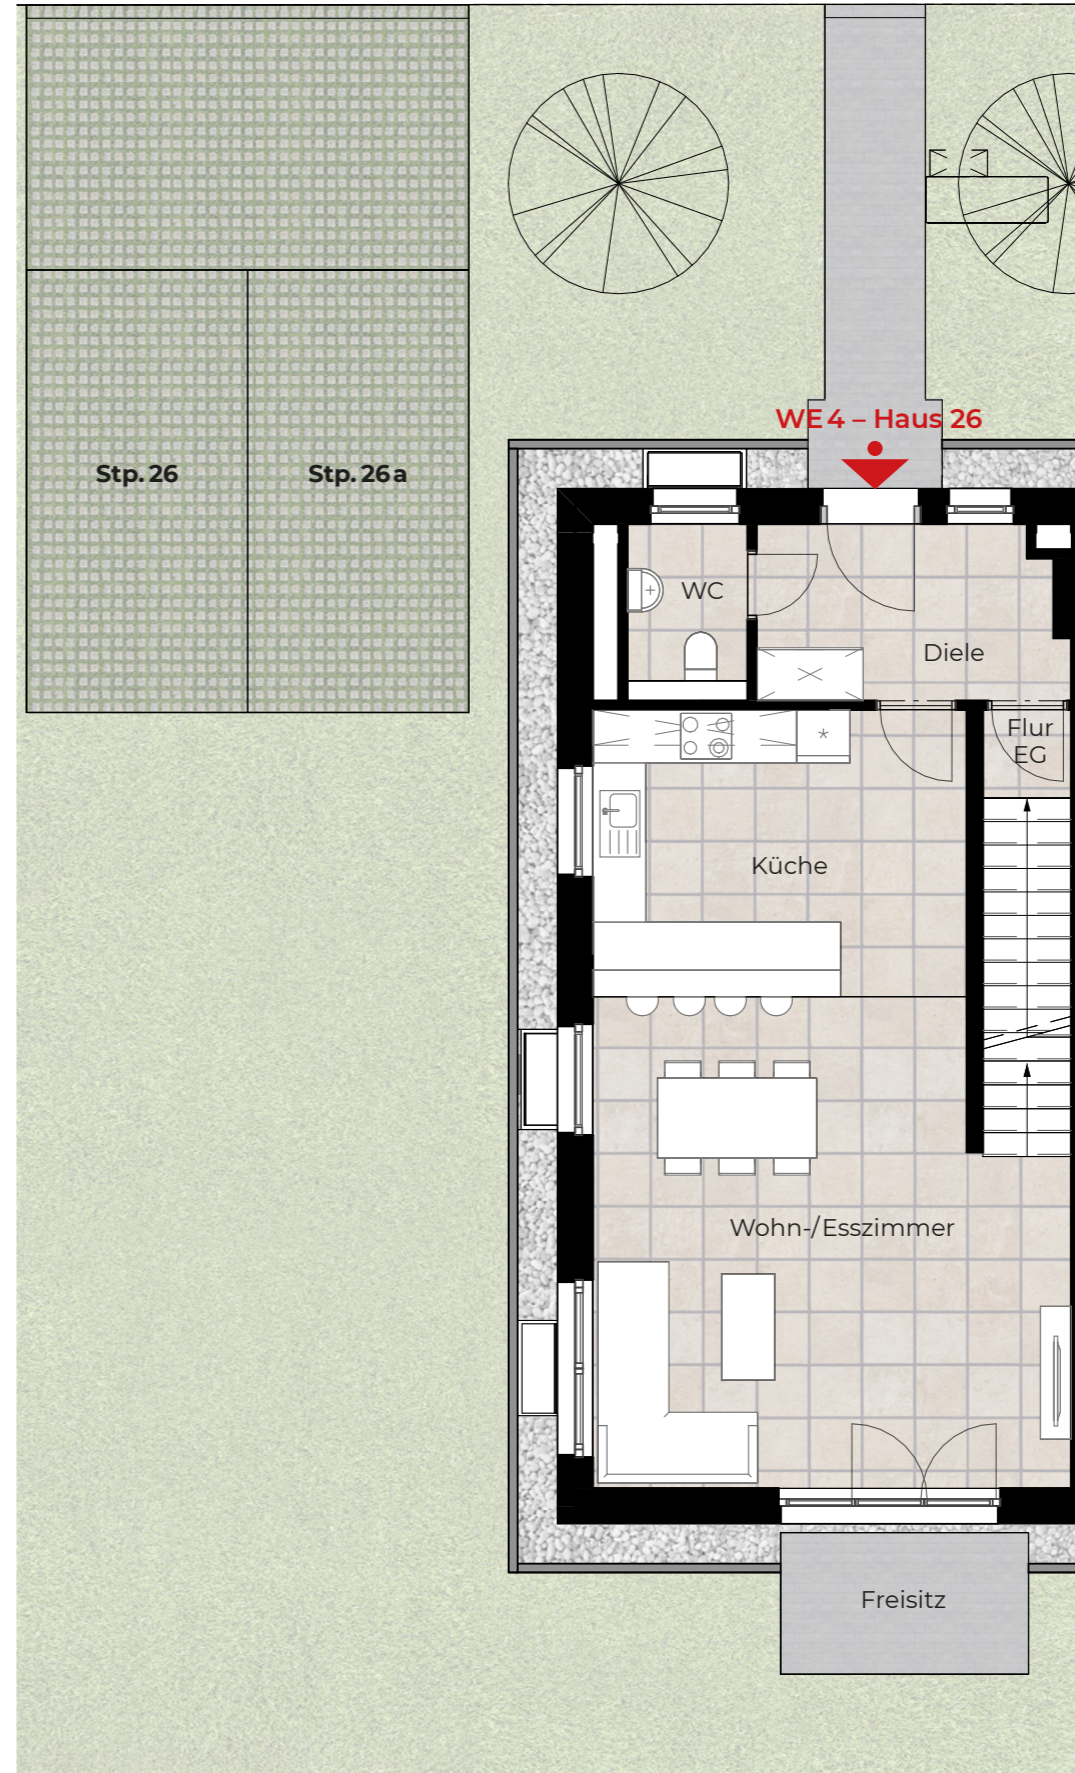 WE 4 – Haus 26
Stp. 26
Stp. 26 a
WC
Diele
Flur
EG
Küche
Wohn-/Esszimmer
Freisitz